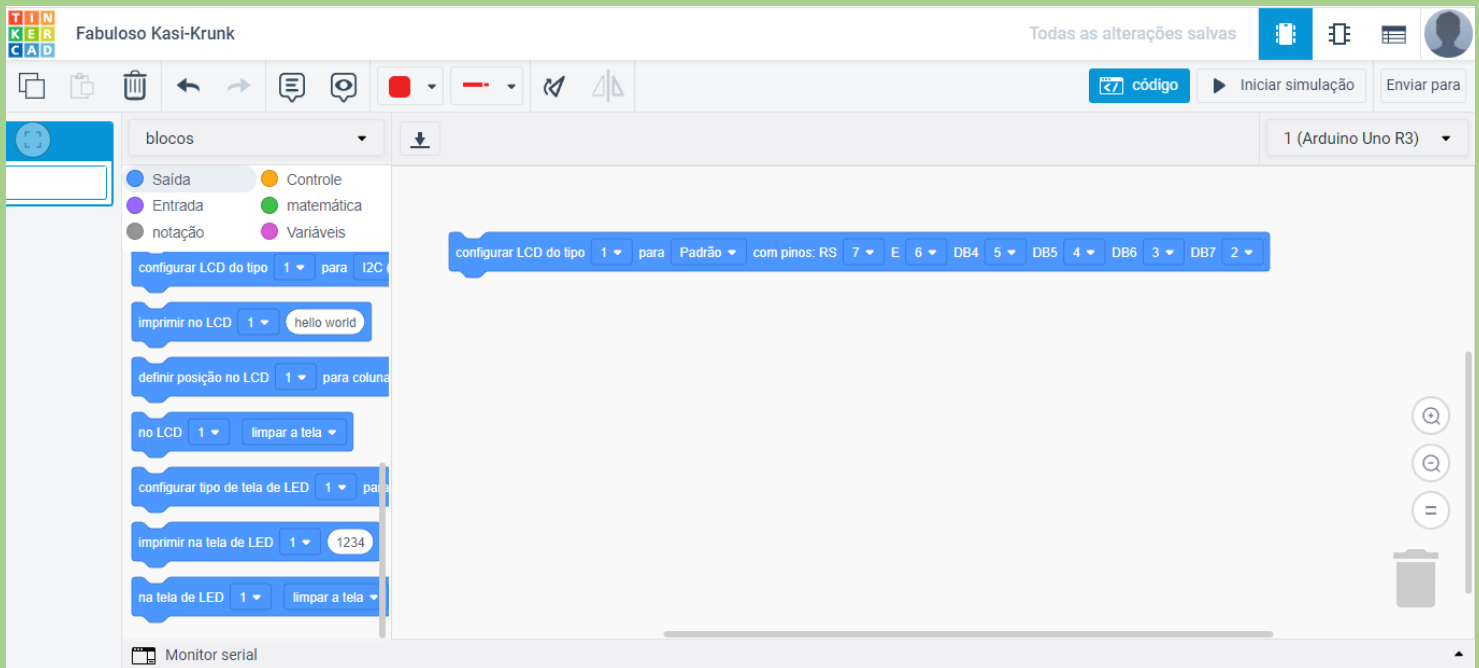 TIN
KER
CAD
Fabuloso Kasi-Krunk
Todas as alterações salvas
código
Iniciar simulação
Enviar para
blocos
1 (Arduino Uno R3)
Saída
Controle
Entrada
matemática
notação
Variáveis
configurar LCD do tipo 1 para I2C (
imprimir no LCD 1 hello world
definir posição no LCD 1 para coluna
no LCD 1 limpar a tela
configurar tipo de tela de LED 1 para
imprimir na tela de LED 1 1234
na tela de LED 1 limpar a tela
configurar LCD do tipo 1 para Padrão com pinos: RS 7 E 6 DB4 5 DB5 4 DB6 3 DB7 2
Monitor serial